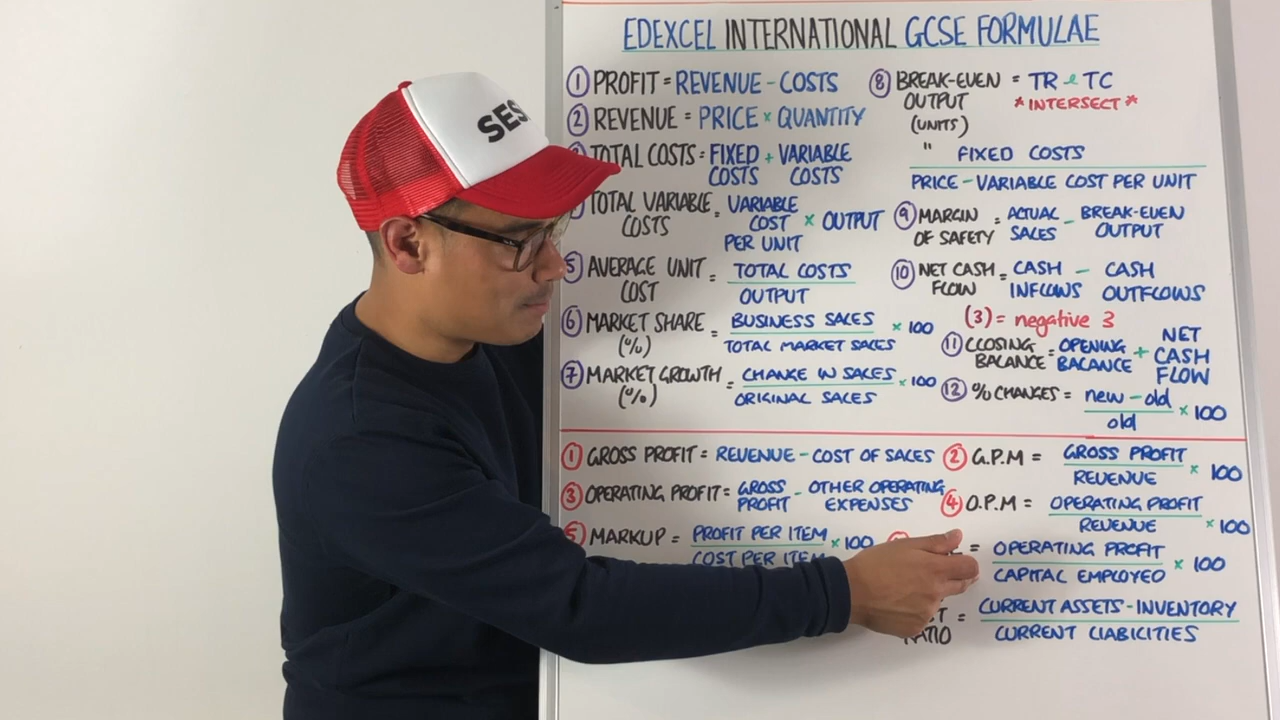 SES
EDEXCEL INTERNATIONAL GCSE FORMULAE
① PROFIT = REVENUE - COSTS
② REVENUE = PRICE × QUANTITY
TOTAL COSTS = FIXED COSTS + VARIABLE COSTS
TOTAL VARIABLE COSTS = VARIABLE COST PER UNIT × OUTPUT
⑤ AVERAGE UNIT COST = TOTAL COSTS
OUTPUT
⑥ MARKET SHARE (%) = BUSINESS SALES × 100
TOTAL MARKET SALES
⑦ MARKET GROWTH (%) = CHANGE IN SALES × 100
ORIGINAL SALES
⑧ BREAK-EVEN OUTPUT (UNITS) = TR & TC
*INTERSECT*
" FIXED COSTS
PRICE - VARIABLE COST PER UNIT
⑨ MARGIN OF SAFETY = ACTUAL SALES - BREAK-EVEN OUTPUT
⑩ NET CASH FLOW = CASH INFLOWS - CASH OUTFLOWS
(3) = negative 3
⑪ CLOSING BALANCE = OPENING BALANCE + NET CASH FLOW
⑫ % CHANGES = new - old × 100
old
① GROSS PROFIT = REVENUE - COST OF SALES
② G.P.M = GROSS PROFIT × 100
REVENUE
③ OPERATING PROFIT = GROSS PROFIT - OTHER OPERATING EXPENSES
④ O.P.M = OPERATING PROFIT × 100
REVENUE
⑤ MARKUP = PROFIT PER ITEM × 100
COST PER ITEM
= OPERATING PROFIT × 100
CAPITAL EMPLOYED
RATIO = CURRENT ASSETS - INVENTORY
CURRENT LIABILITIES